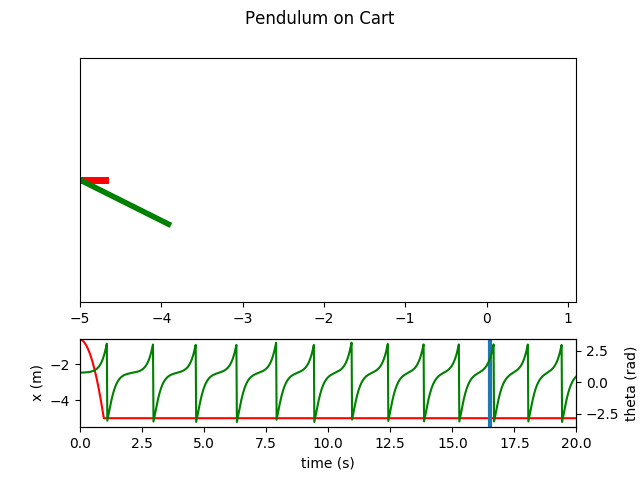 Pendulum on Cart
−5 −4 −3 −2 −1 0 1
x (m)
−2
−4
2.5
0.0
−2.5
theta (rad)
0.0 2.5 5.0 7.5 10.0 12.5 15.0 17.5 20.0
time (s)